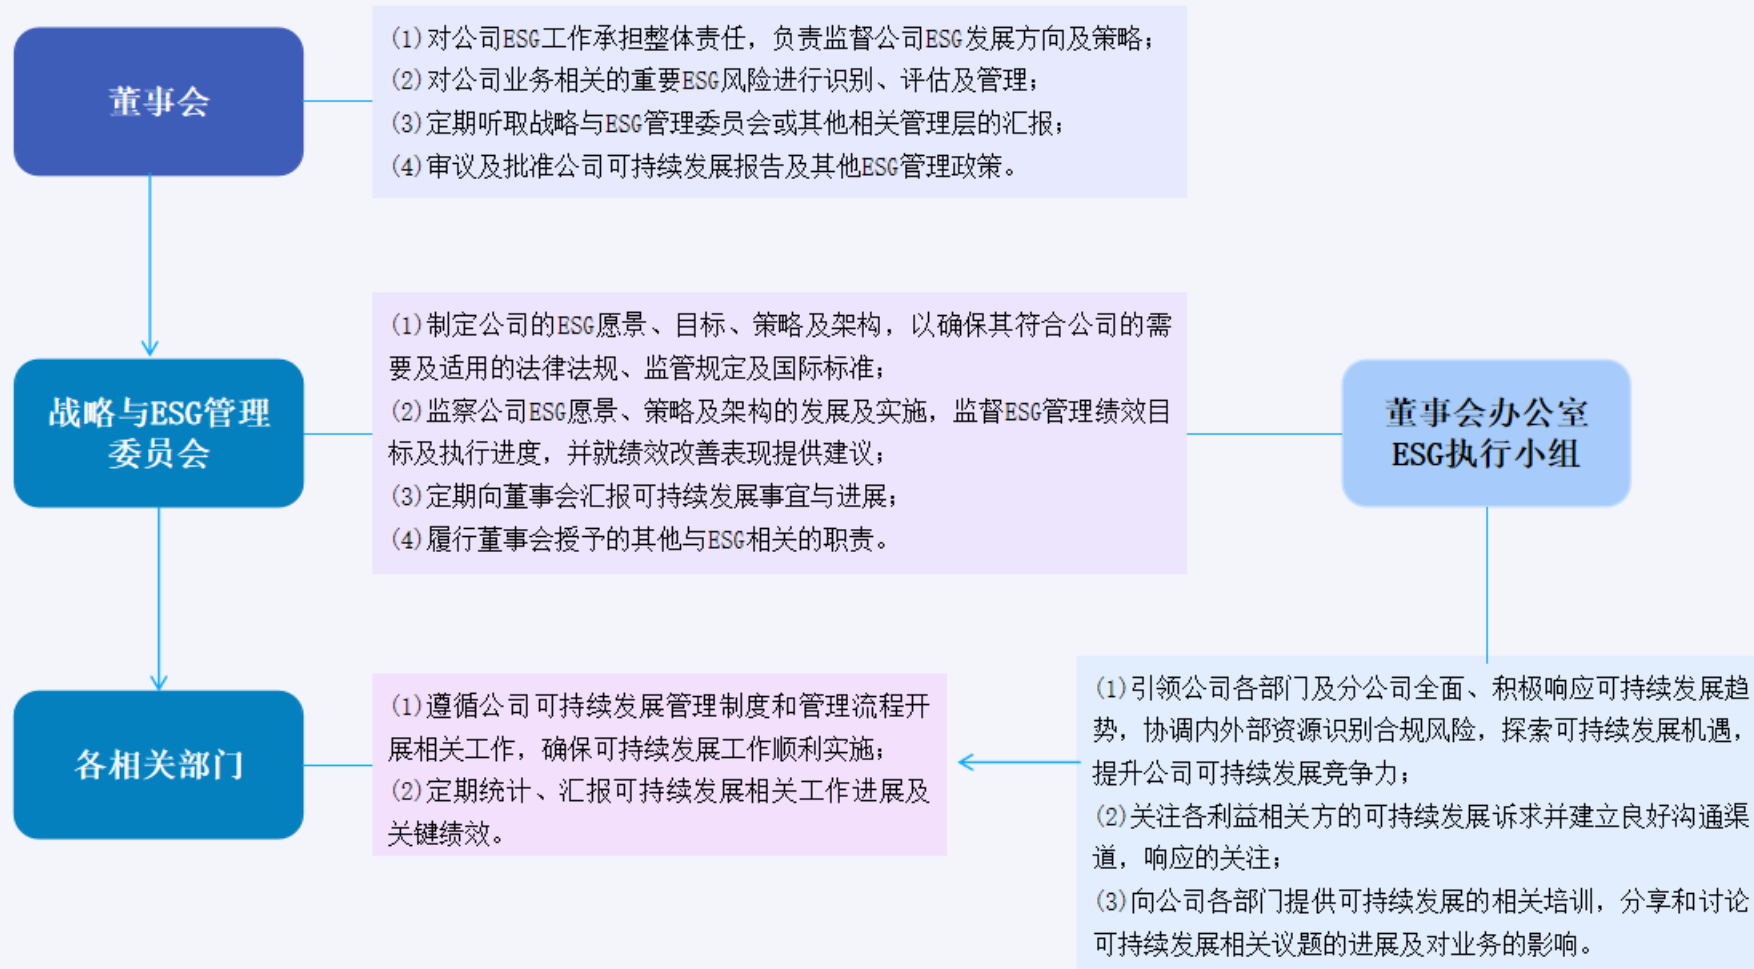 董事会
(1)对公司ESG工作承担整体责任，负责监督公司ESG发展方向及策略；
(2)对公司业务相关的重要ESG风险进行识别、评估及管理；
(3)定期听取战略与ESG管理委员会或其他相关管理层的汇报；
(4)审议及批准公司可持续发展报告及其他ESG管理政策。
战略与ESG管理
委员会
(1)制定公司的ESG愿景、目标、策略及架构，以确保其符合公司的需
要及适用的法律法规、监管规定及国际标准；
(2)监察公司ESG愿景、策略及架构的发展及实施，监督ESG管理绩效目
标及执行进度，并就绩效改善表现提供建议；
(3)定期向董事会汇报可持续发展事宜与进展；
(4)履行董事会授予的其他与ESG相关的职责。
董事会办公室
ESG执行小组
各相关部门
(1)遵循公司可持续发展管理制度和管理流程开
展相关工作，确保可持续发展工作顺利实施；
(2)定期统计、汇报可持续发展相关工作进展及
关键绩效。
(1)引领公司各部门及分公司全面、积极响应可持续发展趋
势，协调内外部资源识别合规风险，探索可持续发展机遇，
提升公司可持续发展竞争力；
(2)关注各利益相关方的可持续发展诉求并建立良好沟通渠
道，响应的关注；
(3)向公司各部门提供可持续发展的相关培训，分享和讨论
可持续发展相关议题的进展及对业务的影响。